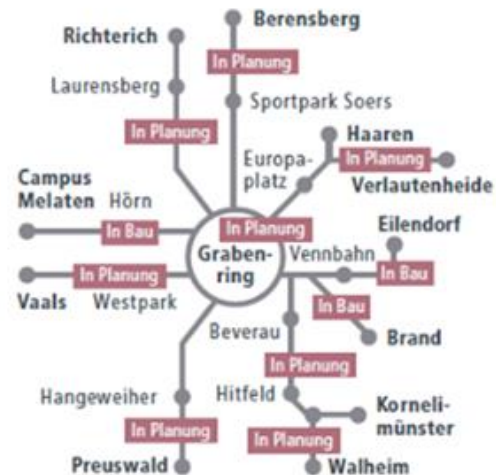 Berensberg
Richterich
In Planung
Laurensberg
Sportpark Soers
In Planung
Haaren
Europa-
platz
In Planung
Verlautenheide
Campus
Melaten
Hörn
In Bau
In Planung
Graben-
ring
Eilendorf
Vennbahn
In Bau
In Planung
Vaals
Westpark
In Bau
Beverau
Brand
In Planung
Hangeweiher
Hitfeld
Korneli-
münster
In Planung
In Planung
Preuswald
Walheim